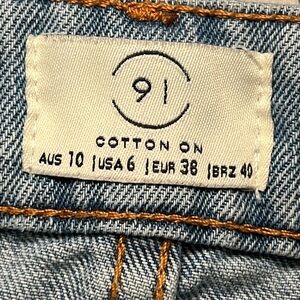 91
COTTON ON
AUS 10 | USA 6 | EUR 38 | BRZ 40